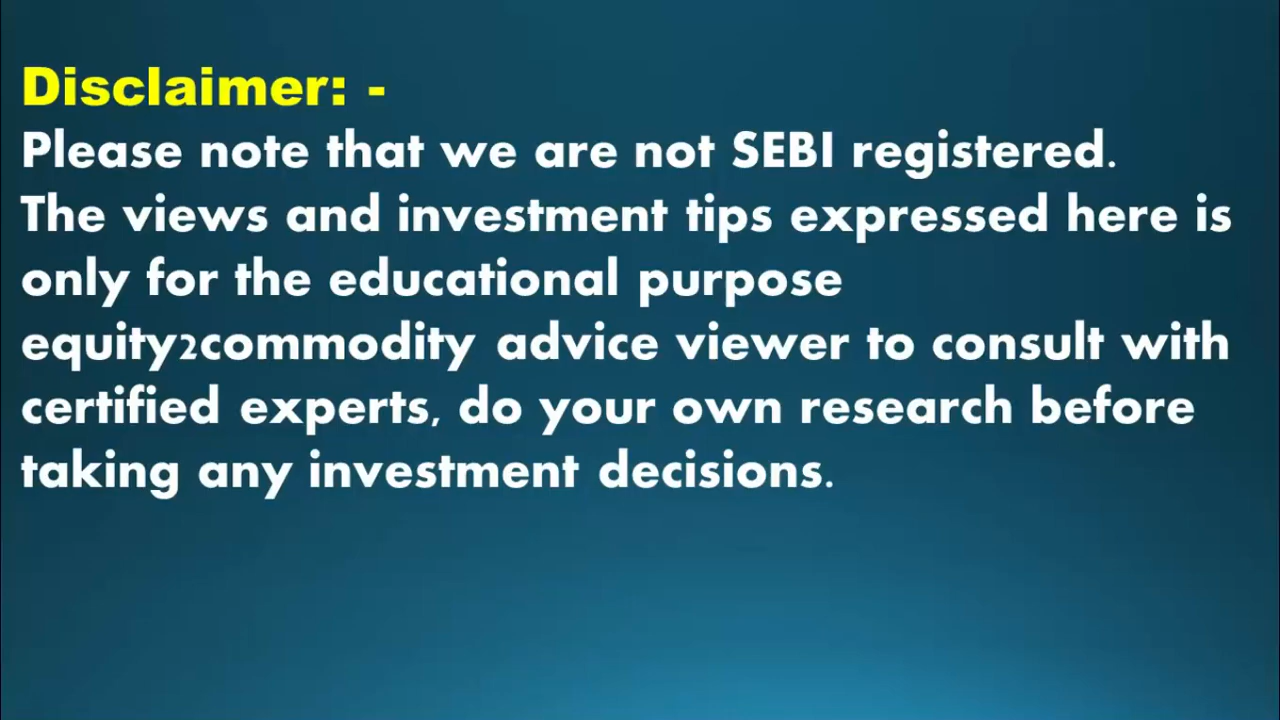 Disclaimer: -
Please note that we are not SEBI registered.
The views and investment tips expressed here is
only for the educational purpose
equity2commodity advice viewer to consult with
certified experts, do your own research before
taking any investment decisions.